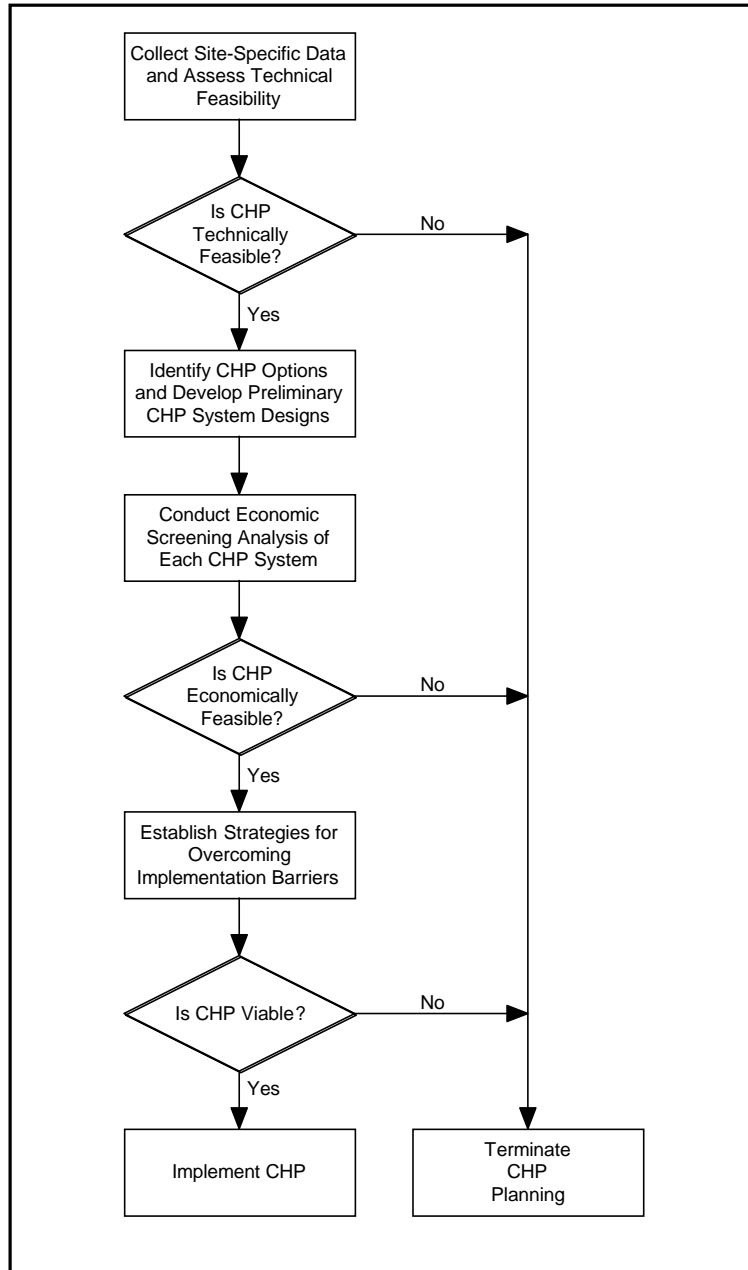 Collect Site-Specific Data
and Assess Technical
Feasibility
Is CHP
Technically
Feasible?
No
Yes
Identify CHP Options
and Develop Preliminary
CHP System Designs
Conduct Economic
Screening Analysis of
Each CHP System
Is CHP
Economically
Feasible?
No
Yes
Establish Strategies for
Overcoming
Implementation Barriers
Is CHP Viable?
No
Yes
Implement CHP
Terminate
CHP
Planning